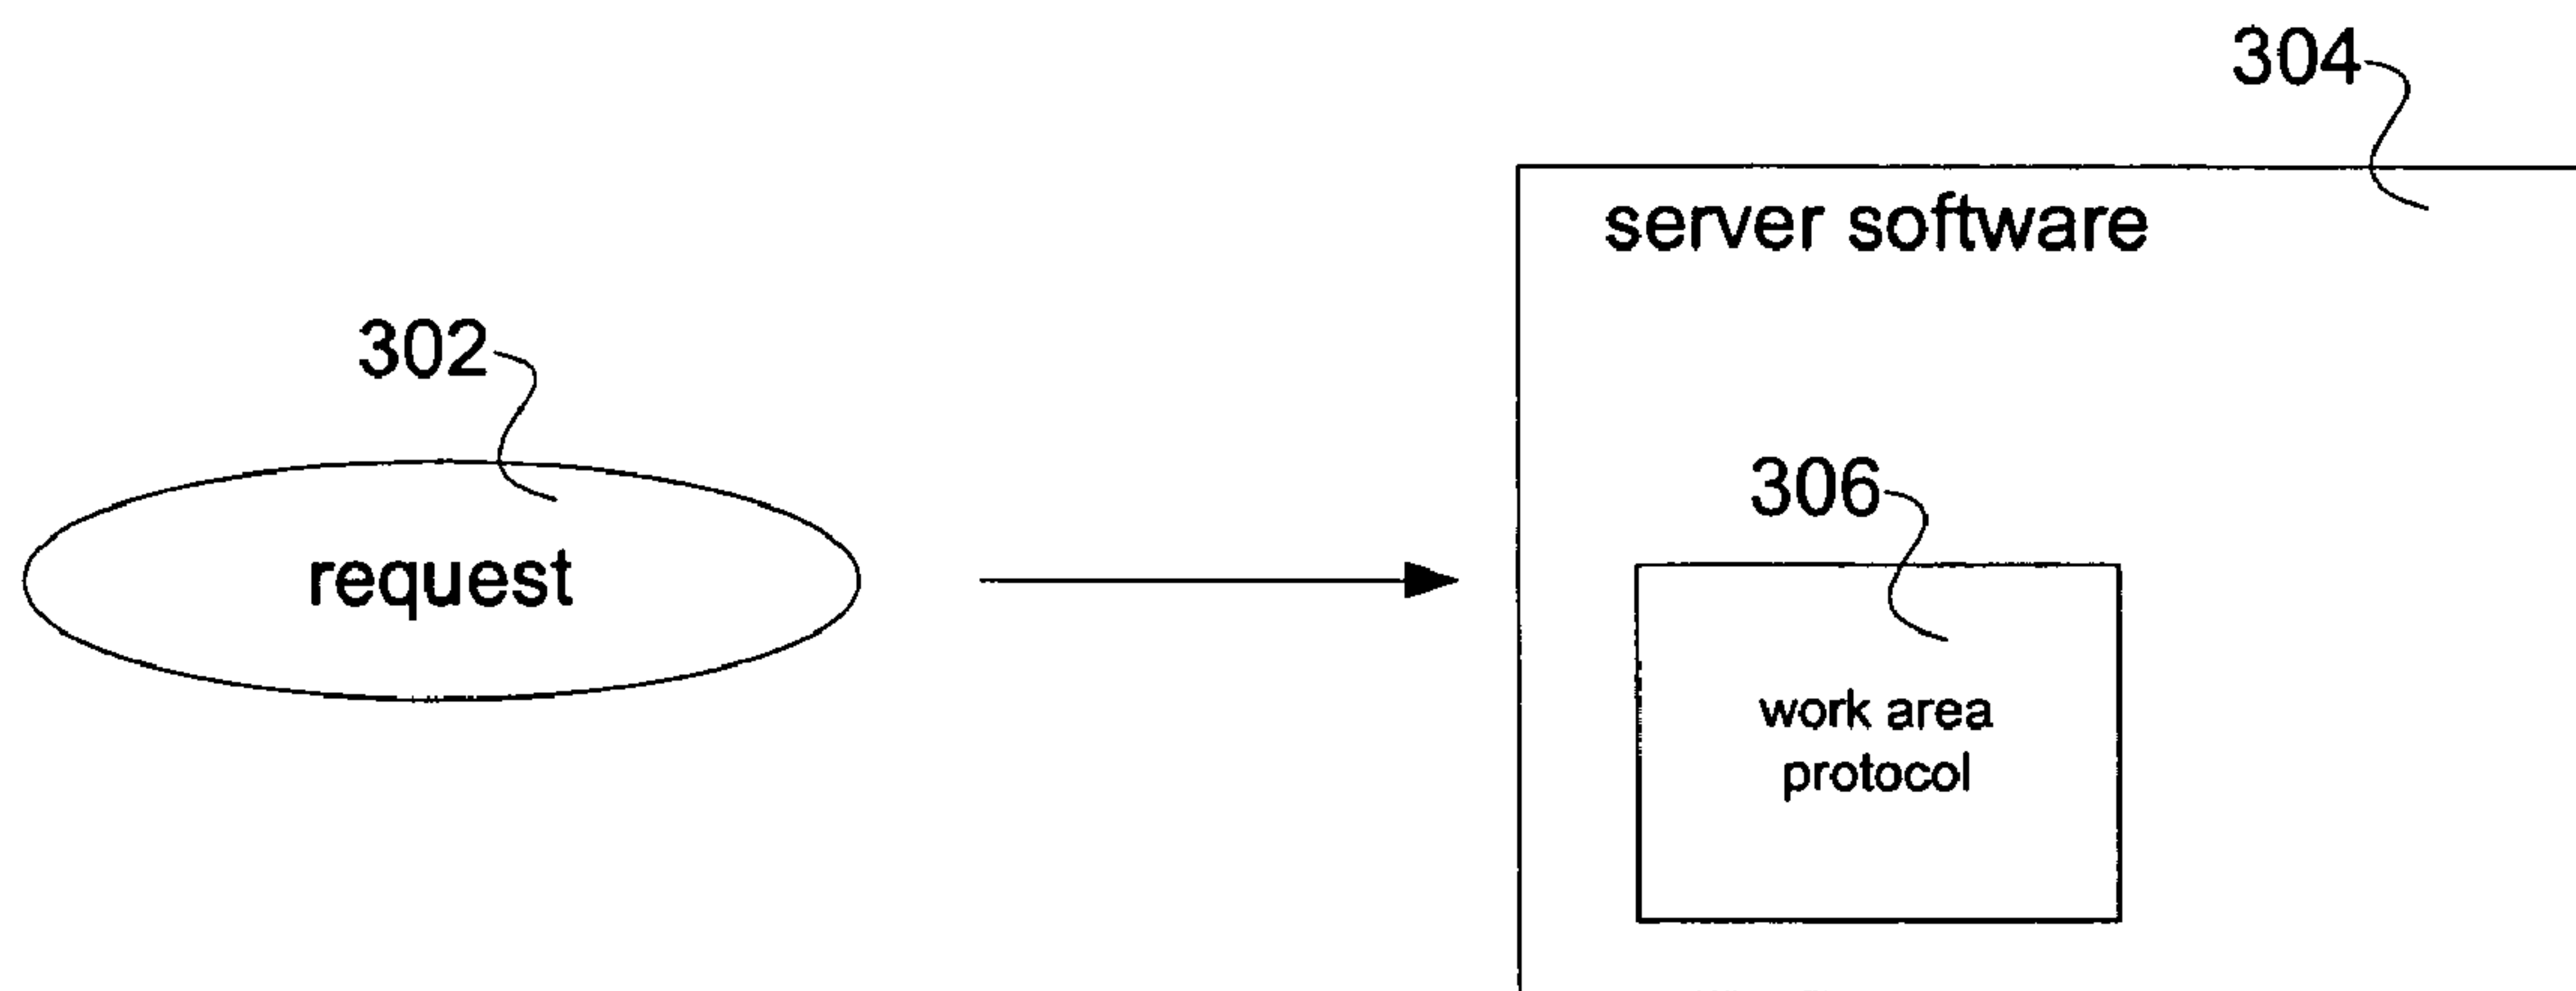 304
server software
302
306
request
work area
protocol